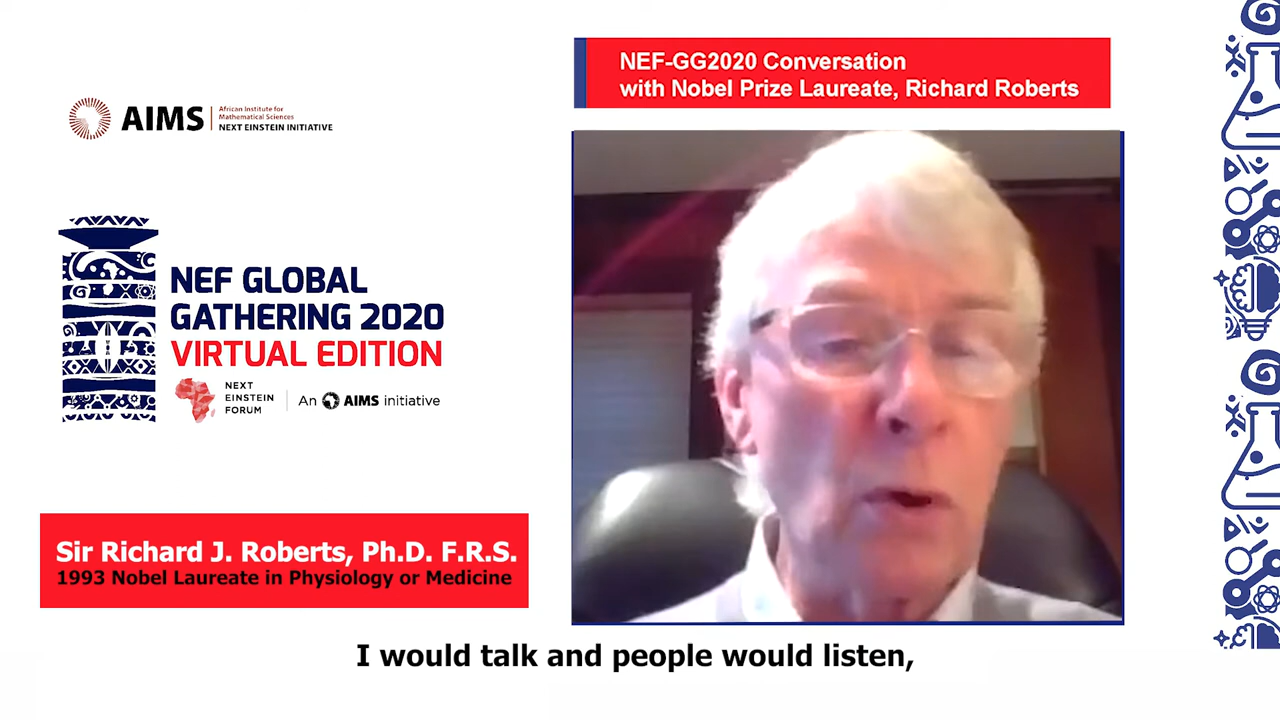 NEF-GG2020 Conversation
with Nobel Prize Laureate, Richard Roberts
AIMS
African Institute for
Mathematical Sciences
NEXT EINSTEIN INITIATIVE
NEF GLOBAL
GATHERING 2020
VIRTUAL EDITION
NEXT
EINSTEIN
FORUM
An AIMS initiative
Sir Richard J. Roberts, Ph.D. F.R.S.
1993 Nobel Laureate in Physiology or Medicine
I would talk and people would listen,